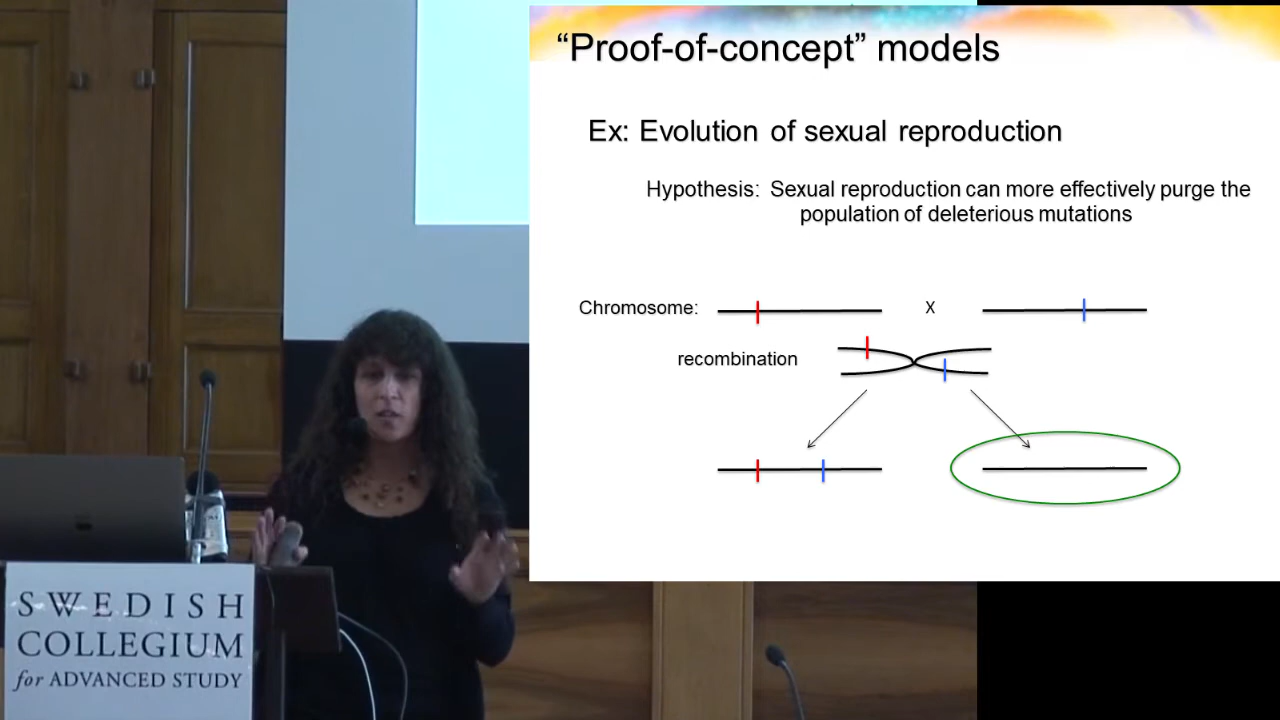 “Proof-of-concept” models
Ex: Evolution of sexual reproduction
Hypothesis: Sexual reproduction can more effectively purge the
population of deleterious mutations
Chromosome:
X
recombination
SWEDISH
COLLEGIUM
for ADVANCED STUDY